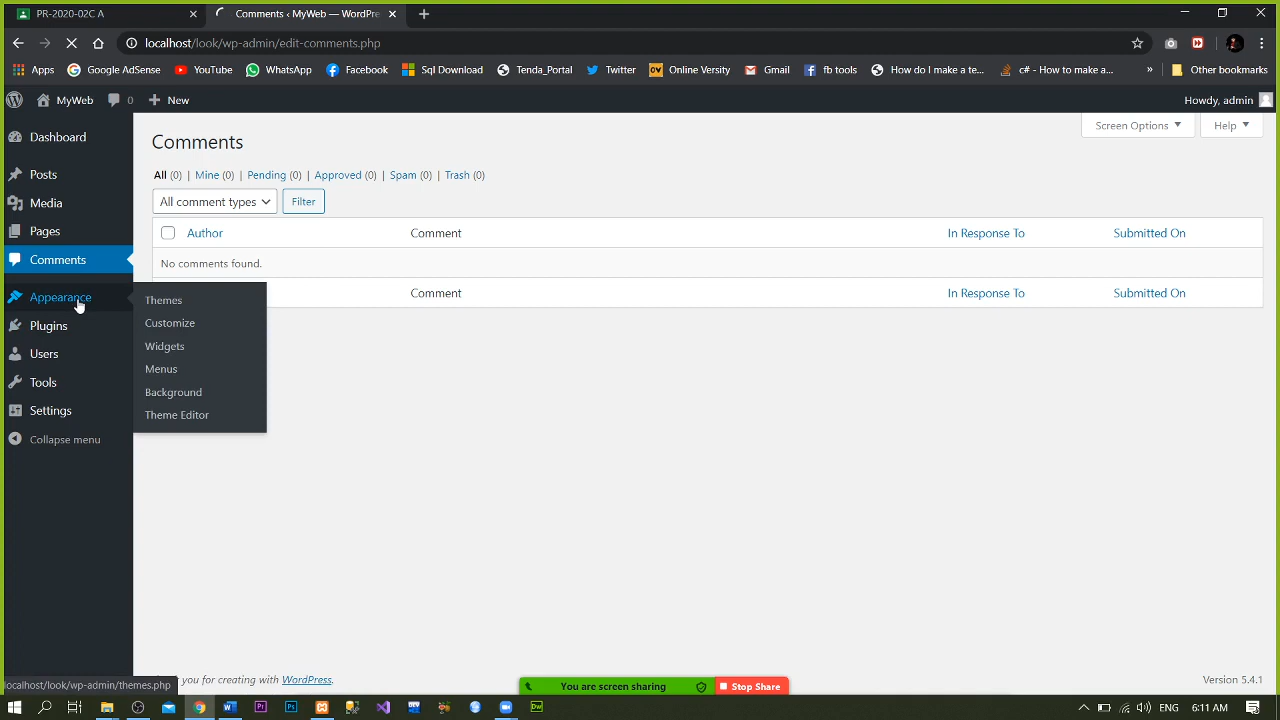 PR-2020-02C A
Comments ‹ MyWeb — WordPre
localhost/look/wp-admin/edit-comments.php
Apps Google AdSense YouTube WhatsApp Facebook Sql Download Tenda_Portal Twitter Online Versity Gmail fb tools How do I make a te... c# - How to make a... » Other bookmarks
MyWeb 0 New Howdy, admin
Screen Options Help
Dashboard
Posts
Media
Pages
Comments
Appearance
Plugins
Users
Tools
Settings
Collapse menu
Themes
Customize
Widgets
Menus
Background
Theme Editor
Comments
All (0) | Mine (0) | Pending (0) | Approved (0) | Spam (0) | Trash (0)
All comment types Filter
Author Comment In Response To Submitted On
No comments found.
Comment In Response To Submitted On
you for creating with WordPress. Version 5.4.1
localhost/look/wp-admin/themes.php
You are screen sharing Stop Share
ENG 6:11 AM